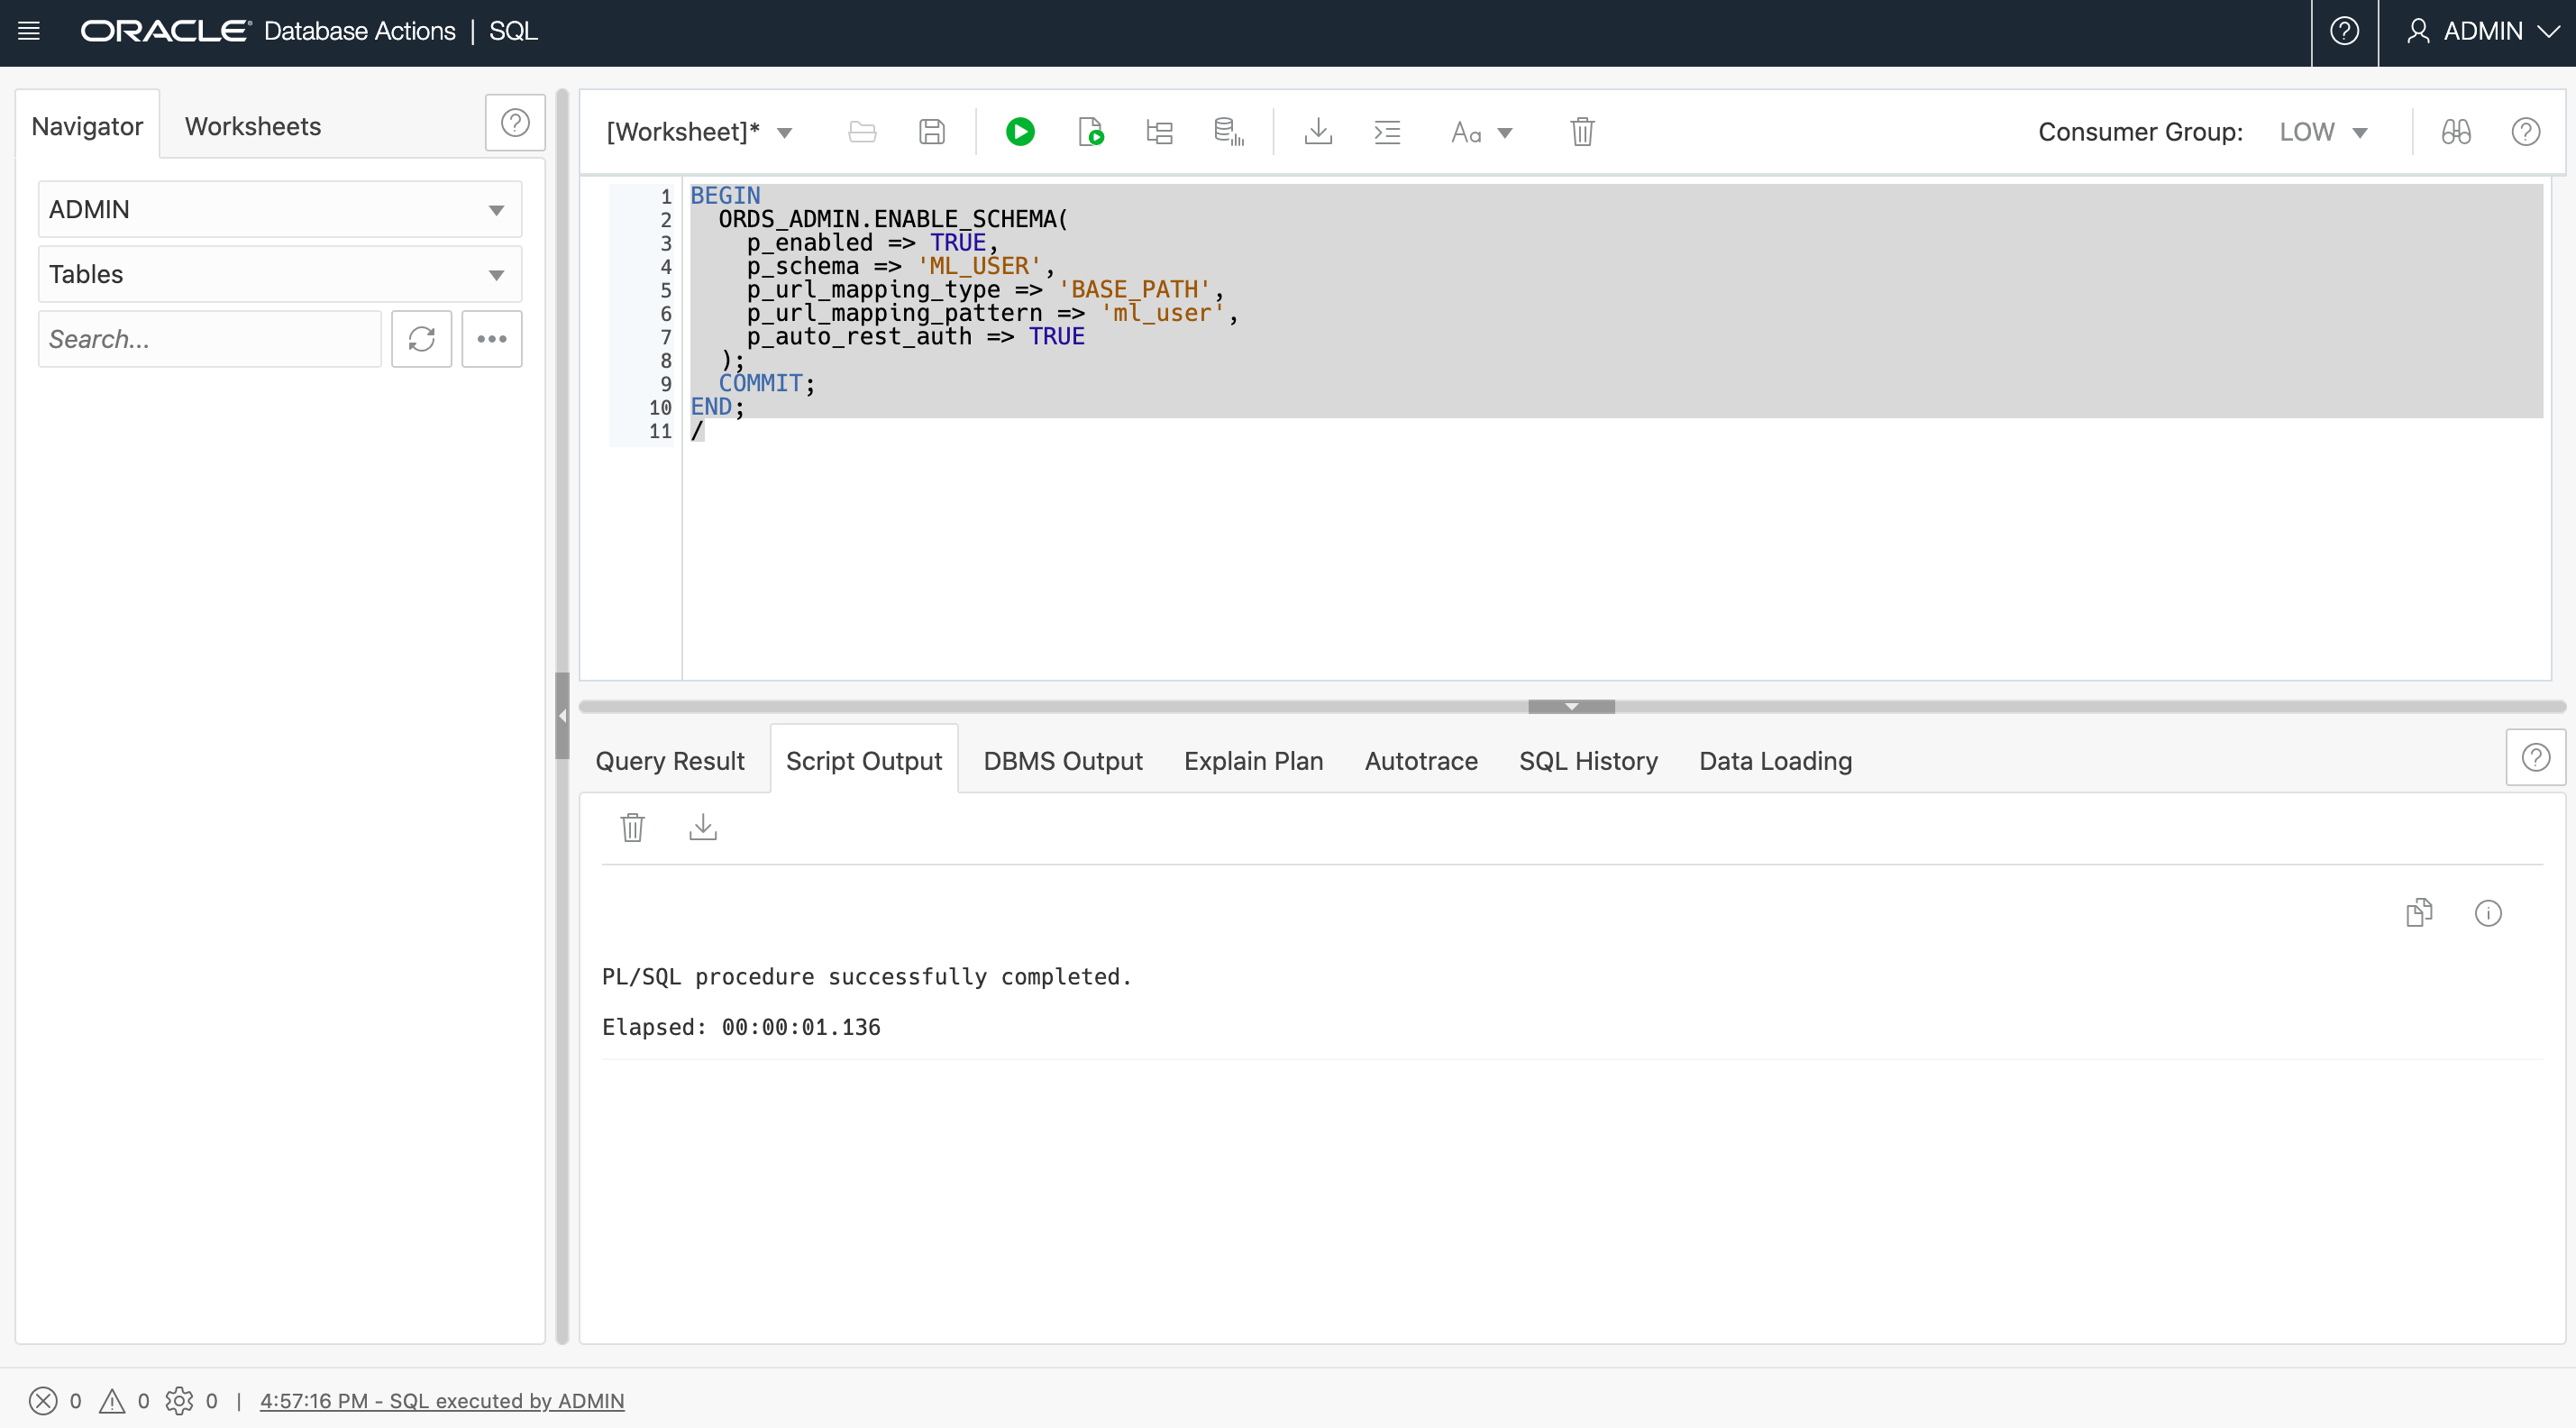 ORACLE Database Actions | SQL
ADMIN
Navigator
Worksheets
ADMIN
Tables
Search...
[Worksheet]*
Aa
Consumer Group: LOW
1 BEGIN
2   ORDS_ADMIN.ENABLE_SCHEMA(
3     p_enabled => TRUE,
4     p_schema => 'ML_USER',
5     p_url_mapping_type => 'BASE_PATH',
6     p_url_mapping_pattern => 'ml_user',
7     p_auto_rest_auth => TRUE
8   );
9   COMMIT;
10 END;
11 /
Query Result
Script Output
DBMS Output
Explain Plan
Autotrace
SQL History
Data Loading
PL/SQL procedure successfully completed.
Elapsed: 00:00:01.136
0 0 0 | 4:57:16 PM - SQL executed by ADMIN